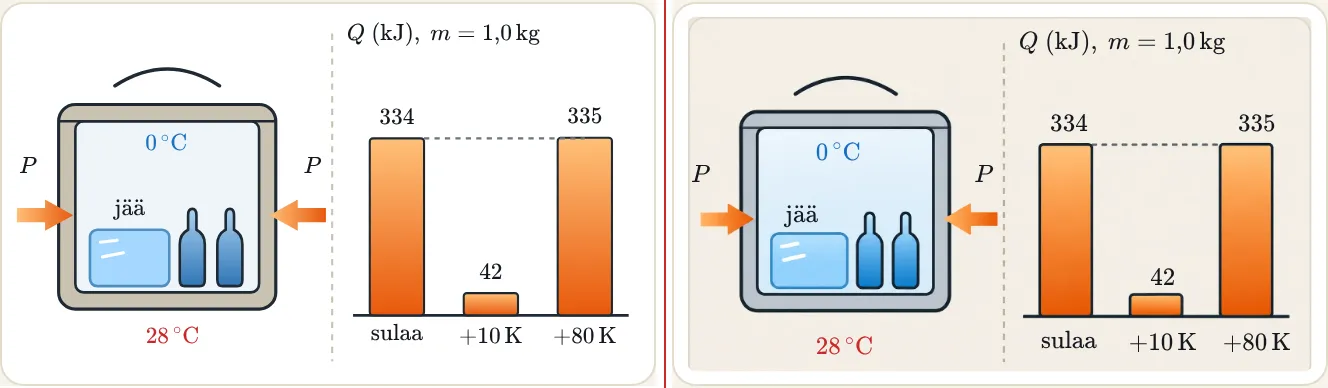 Q (kJ), m = 1,0 kg
334
335
0 °C
P
P
jää
42
28 °C
sulaa
+10 K
+80 K
Q (kJ), m = 1,0 kg
334
335
0 °C
P
P
jää
42
28 °C
sulaa
+10 K
+80 K